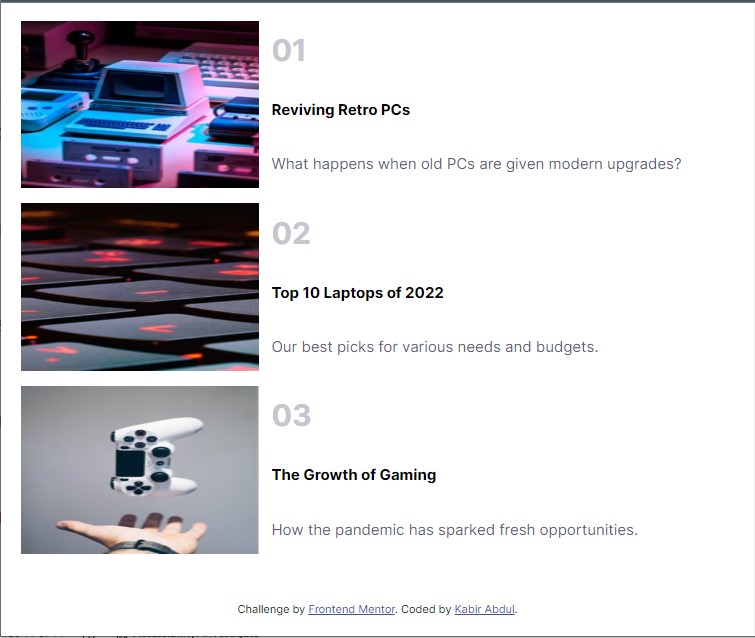 01
Reviving Retro PCs
What happens when old PCs are given modern upgrades?
02
Top 10 Laptops of 2022
Our best picks for various needs and budgets.
03
The Growth of Gaming
How the pandemic has sparked fresh opportunities.
Challenge by Frontend Mentor. Coded by Kabir Abdul.